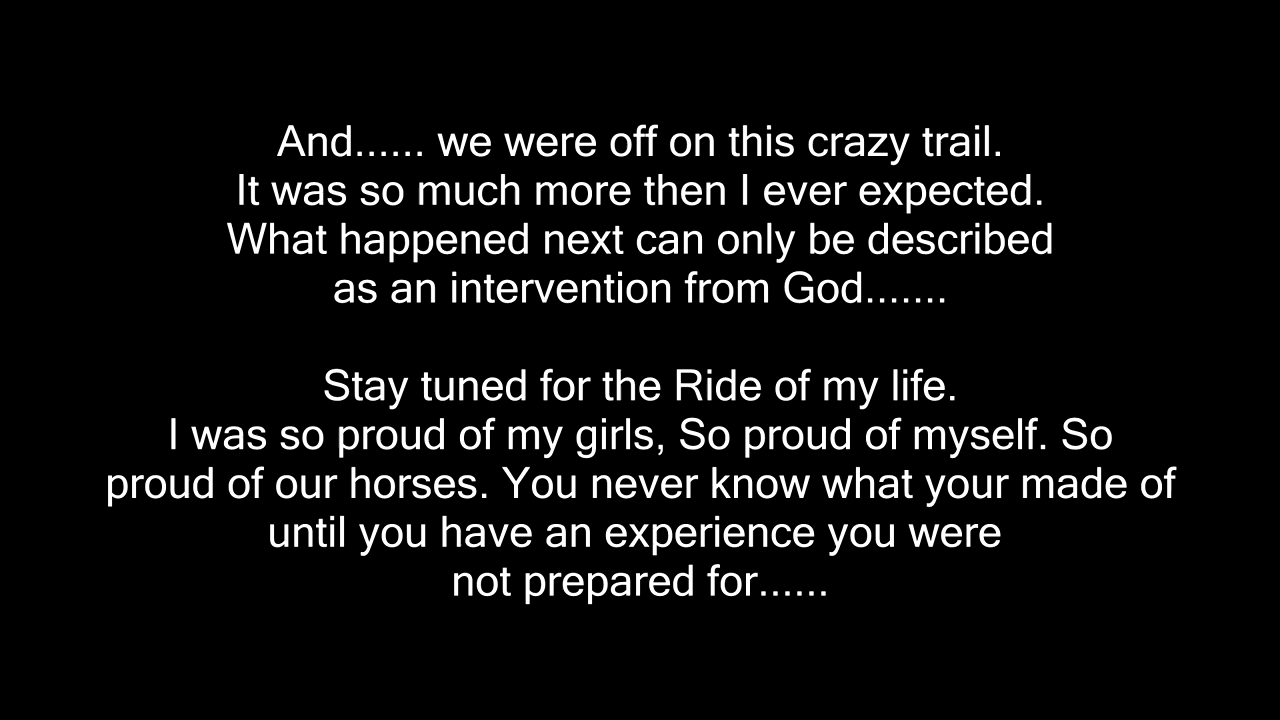 And...... we were off on this crazy trail.
It was so much more then I ever expected.
What happened next can only be described
as an intervention from God.......
Stay tuned for the Ride of my life.
I was so proud of my girls, So proud of myself. So
proud of our horses. You never know what your made of
until you have an experience you were
not prepared for......